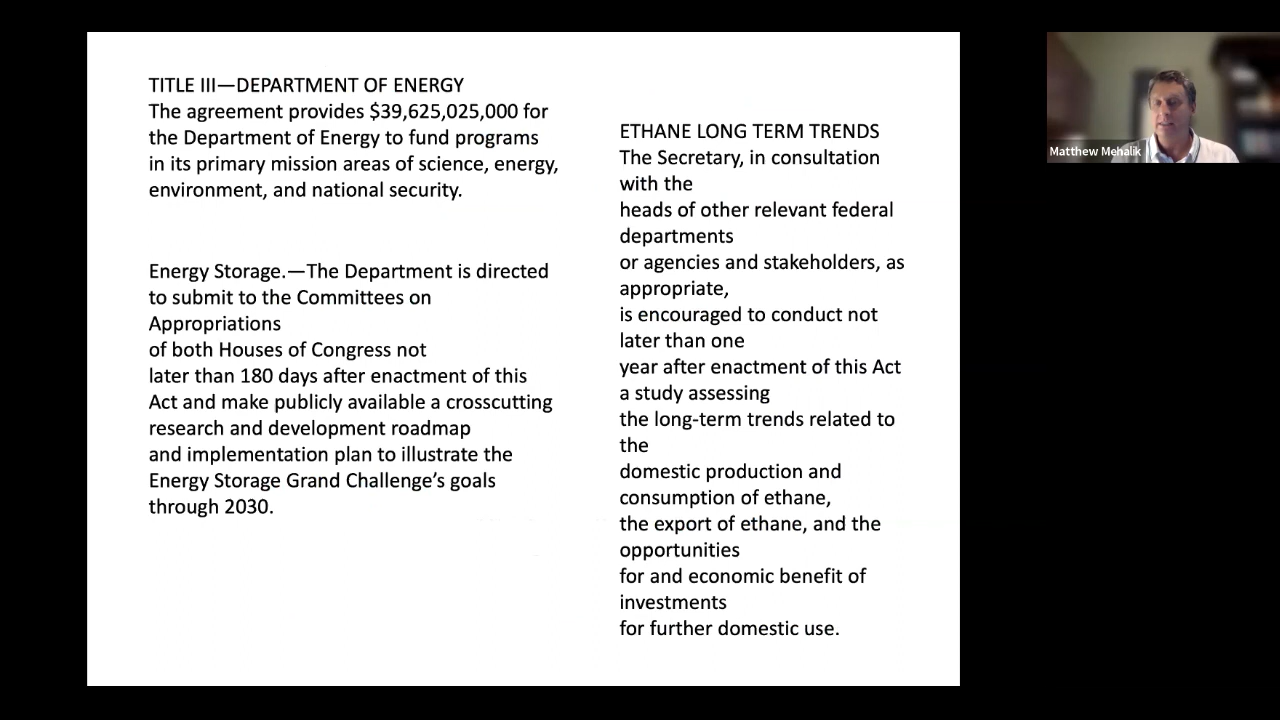 TITLE III—DEPARTMENT OF ENERGY
The agreement provides $39,625,025,000 for
the Department of Energy to fund programs
in its primary mission areas of science, energy,
environment, and national security.
Energy Storage.—The Department is directed
to submit to the Committees on
Appropriations
of both Houses of Congress not
later than 180 days after enactment of this
Act and make publicly available a crosscutting
research and development roadmap
and implementation plan to illustrate the
Energy Storage Grand Challenge’s goals
through 2030.
ETHANE LONG TERM TRENDS
The Secretary, in consultation
with the
heads of other relevant federal
departments
or agencies and stakeholders, as
appropriate,
is encouraged to conduct not
later than one
year after enactment of this Act
a study assessing
the long-term trends related to
the
domestic production and
consumption of ethane,
the export of ethane, and the
opportunities
for and economic benefit of
investments
for further domestic use.
Matthew Mehalik